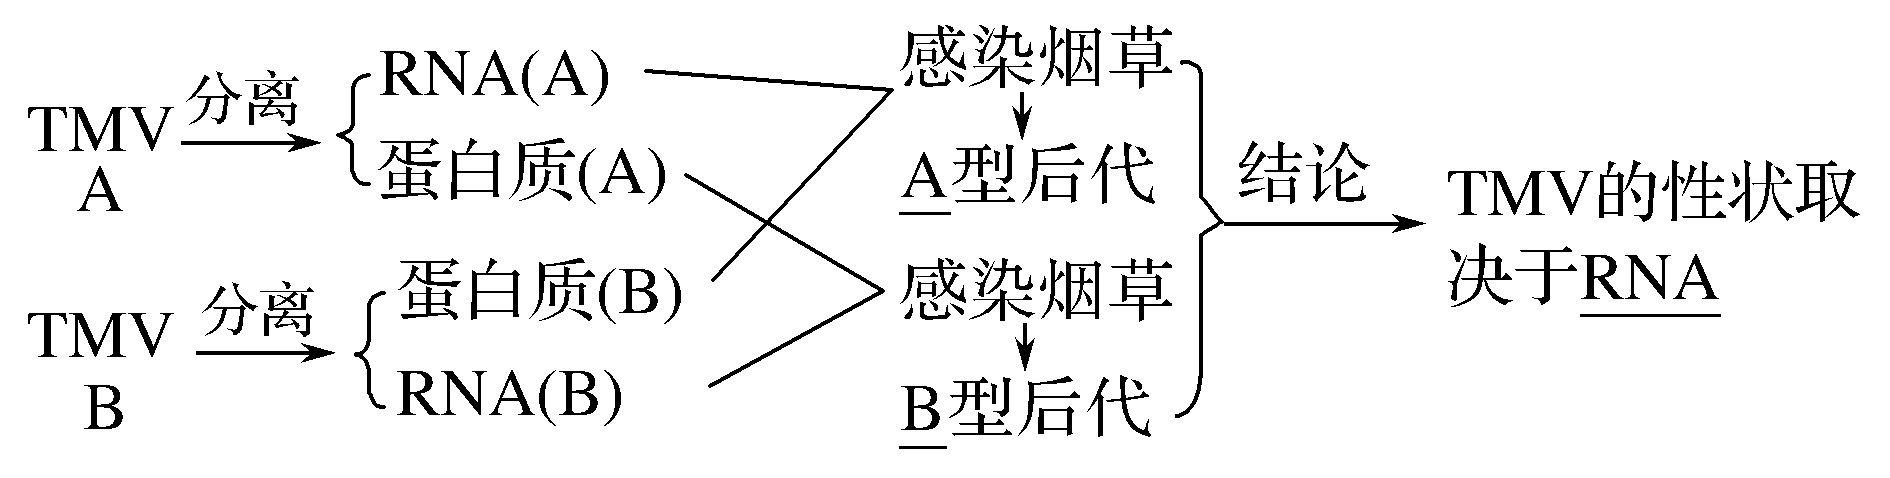 TMV
A
分离
RNA(A)
蛋白质(A)
TMV
B
分离
蛋白质(B)
RNA(B)
感染烟草
A型后代
感染烟草
B型后代
结论
TMV的性状取
决于RNA